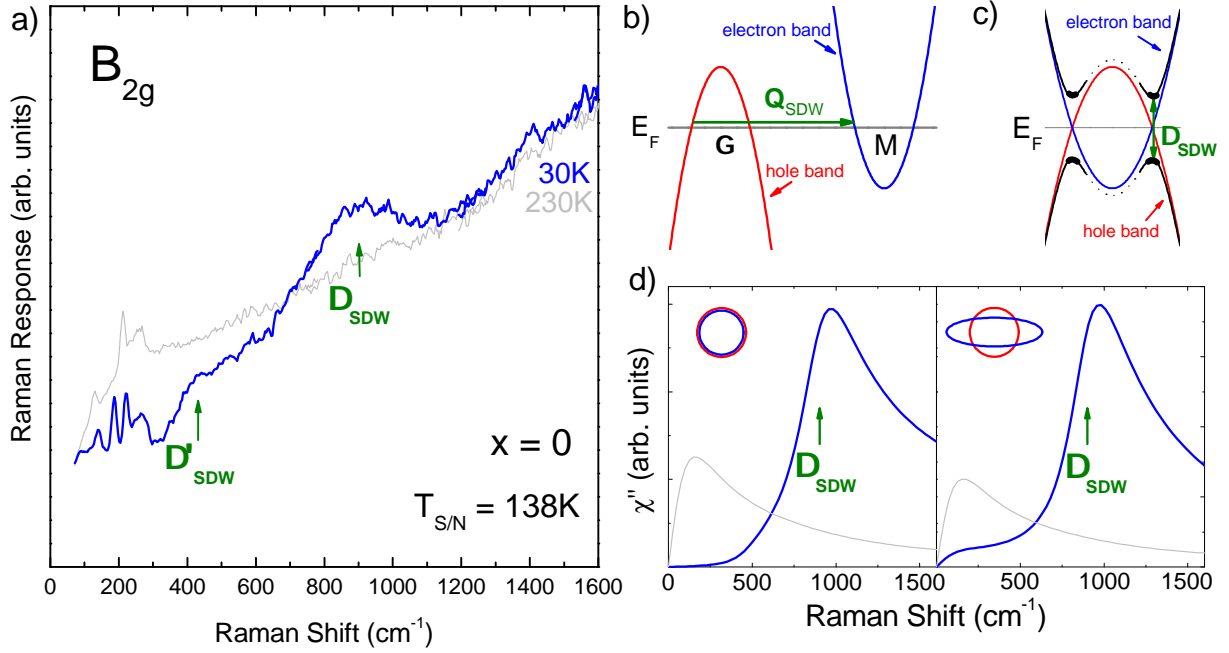 a)
B2g
Raman Response (arb. units)
30K
230K
DSDW
D'SDW
x = 0
TS/N = 138K
0 200 400 600 800 1000 1200 1400 1600
Raman Shift (cm-1)
b)
electron band
QSDW
EF
G
M
hole band
c)
electron band
EF
DSDW
hole band
d)
χ'' (arb. units)
DSDW
DSDW
0 500 1000 1500
500 1000 1500
Raman Shift (cm-1)